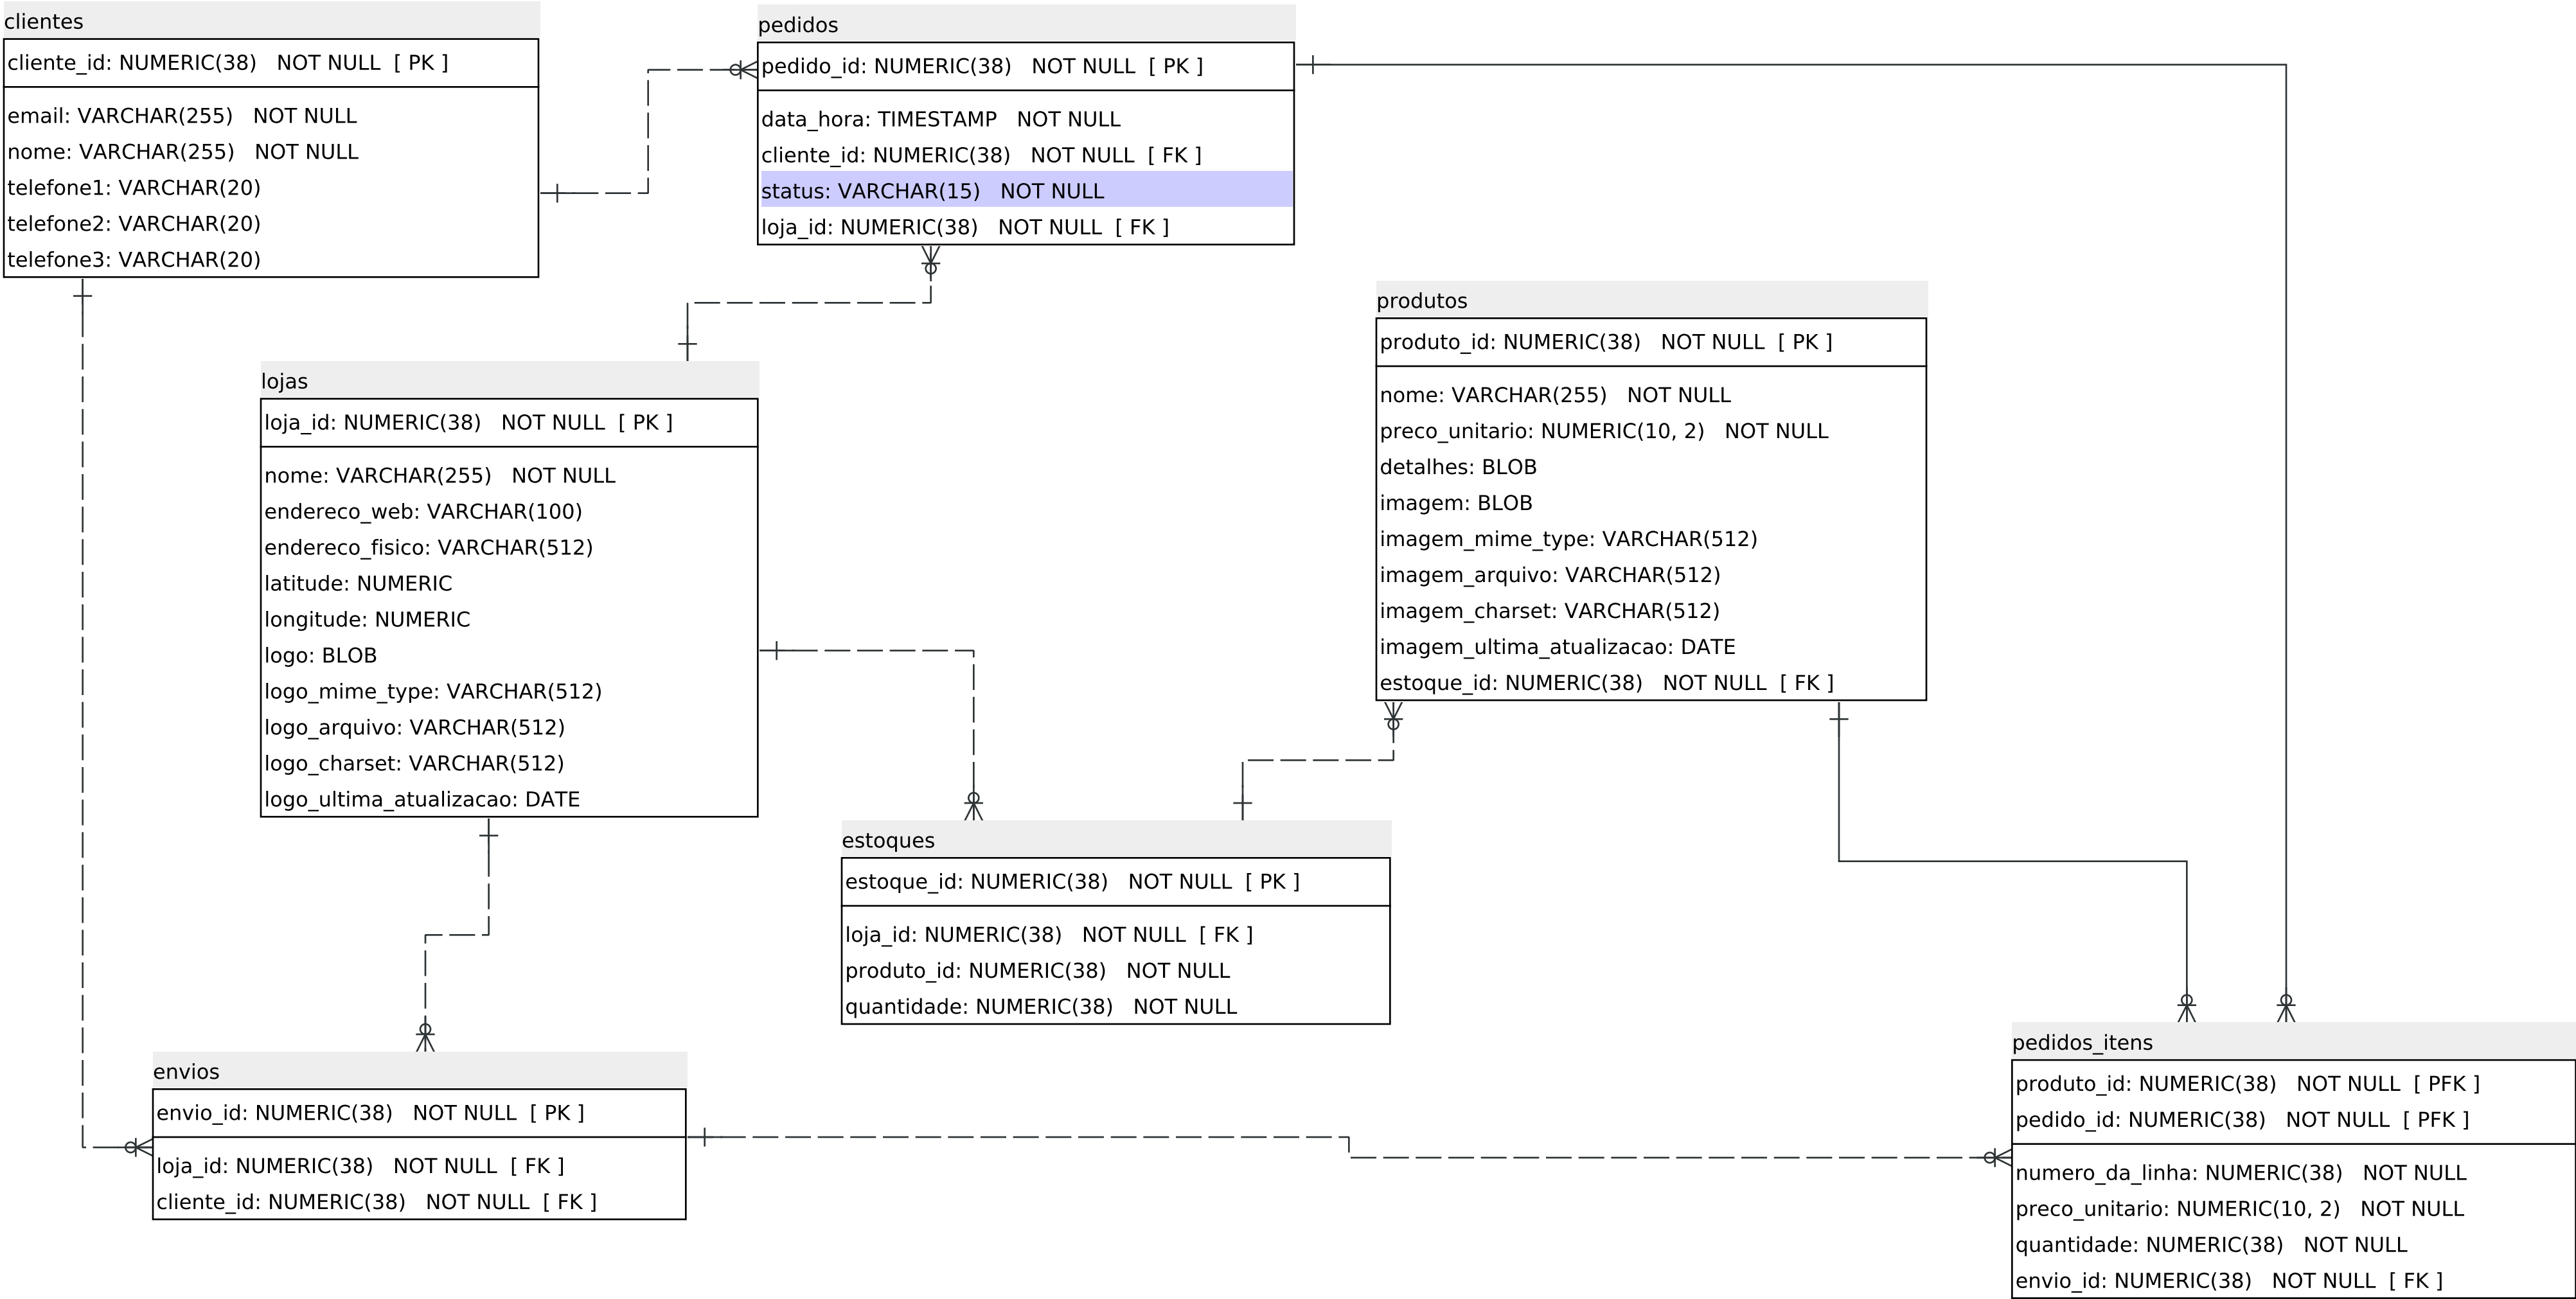 clientes
cliente_id: NUMERIC(38) NOT NULL [ PK ]
email: VARCHAR(255) NOT NULL
nome: VARCHAR(255) NOT NULL
telefone1: VARCHAR(20)
telefone2: VARCHAR(20)
telefone3: VARCHAR(20)
pedidos
pedido_id: NUMERIC(38) NOT NULL [ PK ]
data_hora: TIMESTAMP NOT NULL
cliente_id: NUMERIC(38) NOT NULL [ FK ]
status: VARCHAR(15) NOT NULL
loja_id: NUMERIC(38) NOT NULL [ FK ]
produtos
produto_id: NUMERIC(38) NOT NULL [ PK ]
nome: VARCHAR(255) NOT NULL
preco_unitario: NUMERIC(10, 2) NOT NULL
detalhes: BLOB
imagem: BLOB
imagem_mime_type: VARCHAR(512)
imagem_arquivo: VARCHAR(512)
imagem_charset: VARCHAR(512)
imagem_ultima_atualizacao: DATE
estoque_id: NUMERIC(38) NOT NULL [ FK ]
lojas
loja_id: NUMERIC(38) NOT NULL [ PK ]
nome: VARCHAR(255) NOT NULL
endereco_web: VARCHAR(100)
endereco_fisico: VARCHAR(512)
latitude: NUMERIC
longitude: NUMERIC
logo: BLOB
logo_mime_type: VARCHAR(512)
logo_arquivo: VARCHAR(512)
logo_charset: VARCHAR(512)
logo_ultima_atualizacao: DATE
estoques
estoque_id: NUMERIC(38) NOT NULL [ PK ]
loja_id: NUMERIC(38) NOT NULL [ FK ]
produto_id: NUMERIC(38) NOT NULL
quantidade: NUMERIC(38) NOT NULL
envios
envio_id: NUMERIC(38) NOT NULL [ PK ]
loja_id: NUMERIC(38) NOT NULL [ FK ]
cliente_id: NUMERIC(38) NOT NULL [ FK ]
pedidos_itens
produto_id: NUMERIC(38) NOT NULL [ PFK ]
pedido_id: NUMERIC(38) NOT NULL [ PFK ]
numero_da_linha: NUMERIC(38) NOT NULL
preco_unitario: NUMERIC(10, 2) NOT NULL
quantidade: NUMERIC(38) NOT NULL
envio_id: NUMERIC(38) NOT NULL [ FK ]